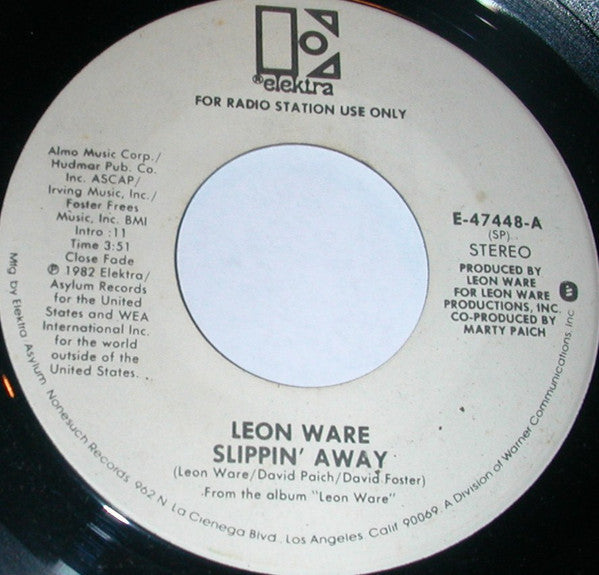 ® elektra
FOR RADIO STATION USE ONLY
Almo Music Corp./
Hudmar Pub. Co.
Inc. ASCAP/
Irving Music, Inc./
Foster Frees
Music, Inc. BMI
Intro :11
Time 3:51
Close Fade
℗ 1982 Elektra/
Asylum Records
for the United
States and WEA
International Inc.
for the world
outside of the
United States.
E-47448-A
(SP)
STEREO
PRODUCED BY
LEON WARE
FOR LEON WARE
PRODUCTIONS, INC.
CO-PRODUCED BY
MARTY PAICH
LEON WARE
SLIPPIN' AWAY
(Leon Ware/David Paich/David Foster)
From the album "Leon Ware"
Mfg by Elektra Asylum Nonesuch Records 962 N. La Cienega Blvd., Los Angeles, Calif. 90069. A Division of Warner Communications, Inc.